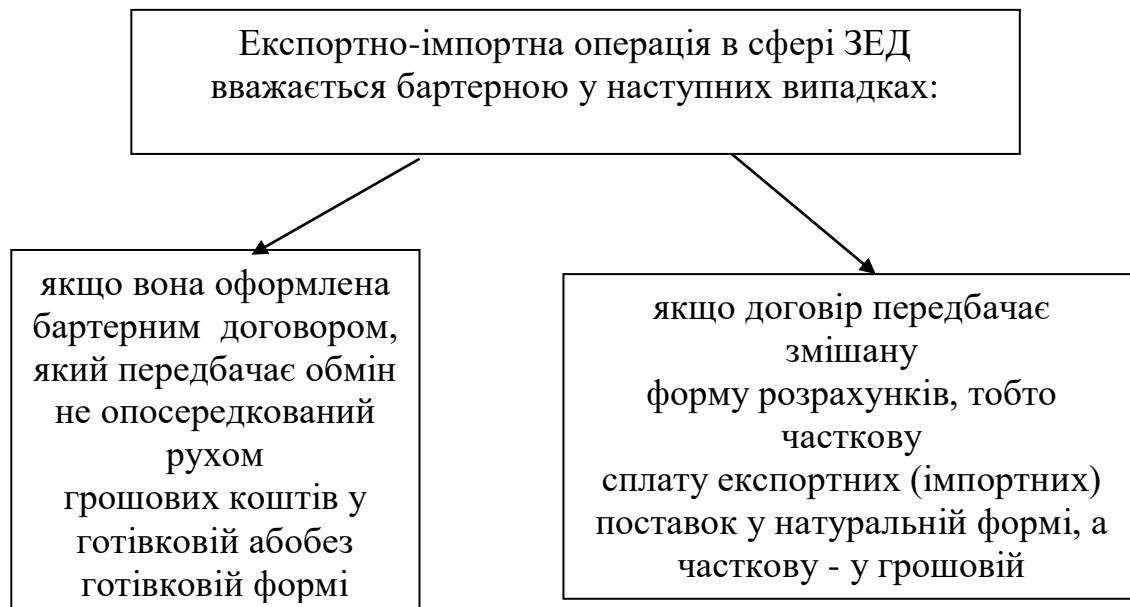 Експортно-імпортна операція в сфері ЗЕД
вважається бартерною у наступних випадках:
якщо вона оформлена
бартерним договором,
який передбачає обмін
не опосередкований
рухом
грошових коштів у
готівковій абобез
готівковій формі
якщо договір передбачає
змішану
форму розрахунків, тобто
часткову
сплату експортних (імпортних)
поставок у натуральній формі, а
часткову - у грошовій